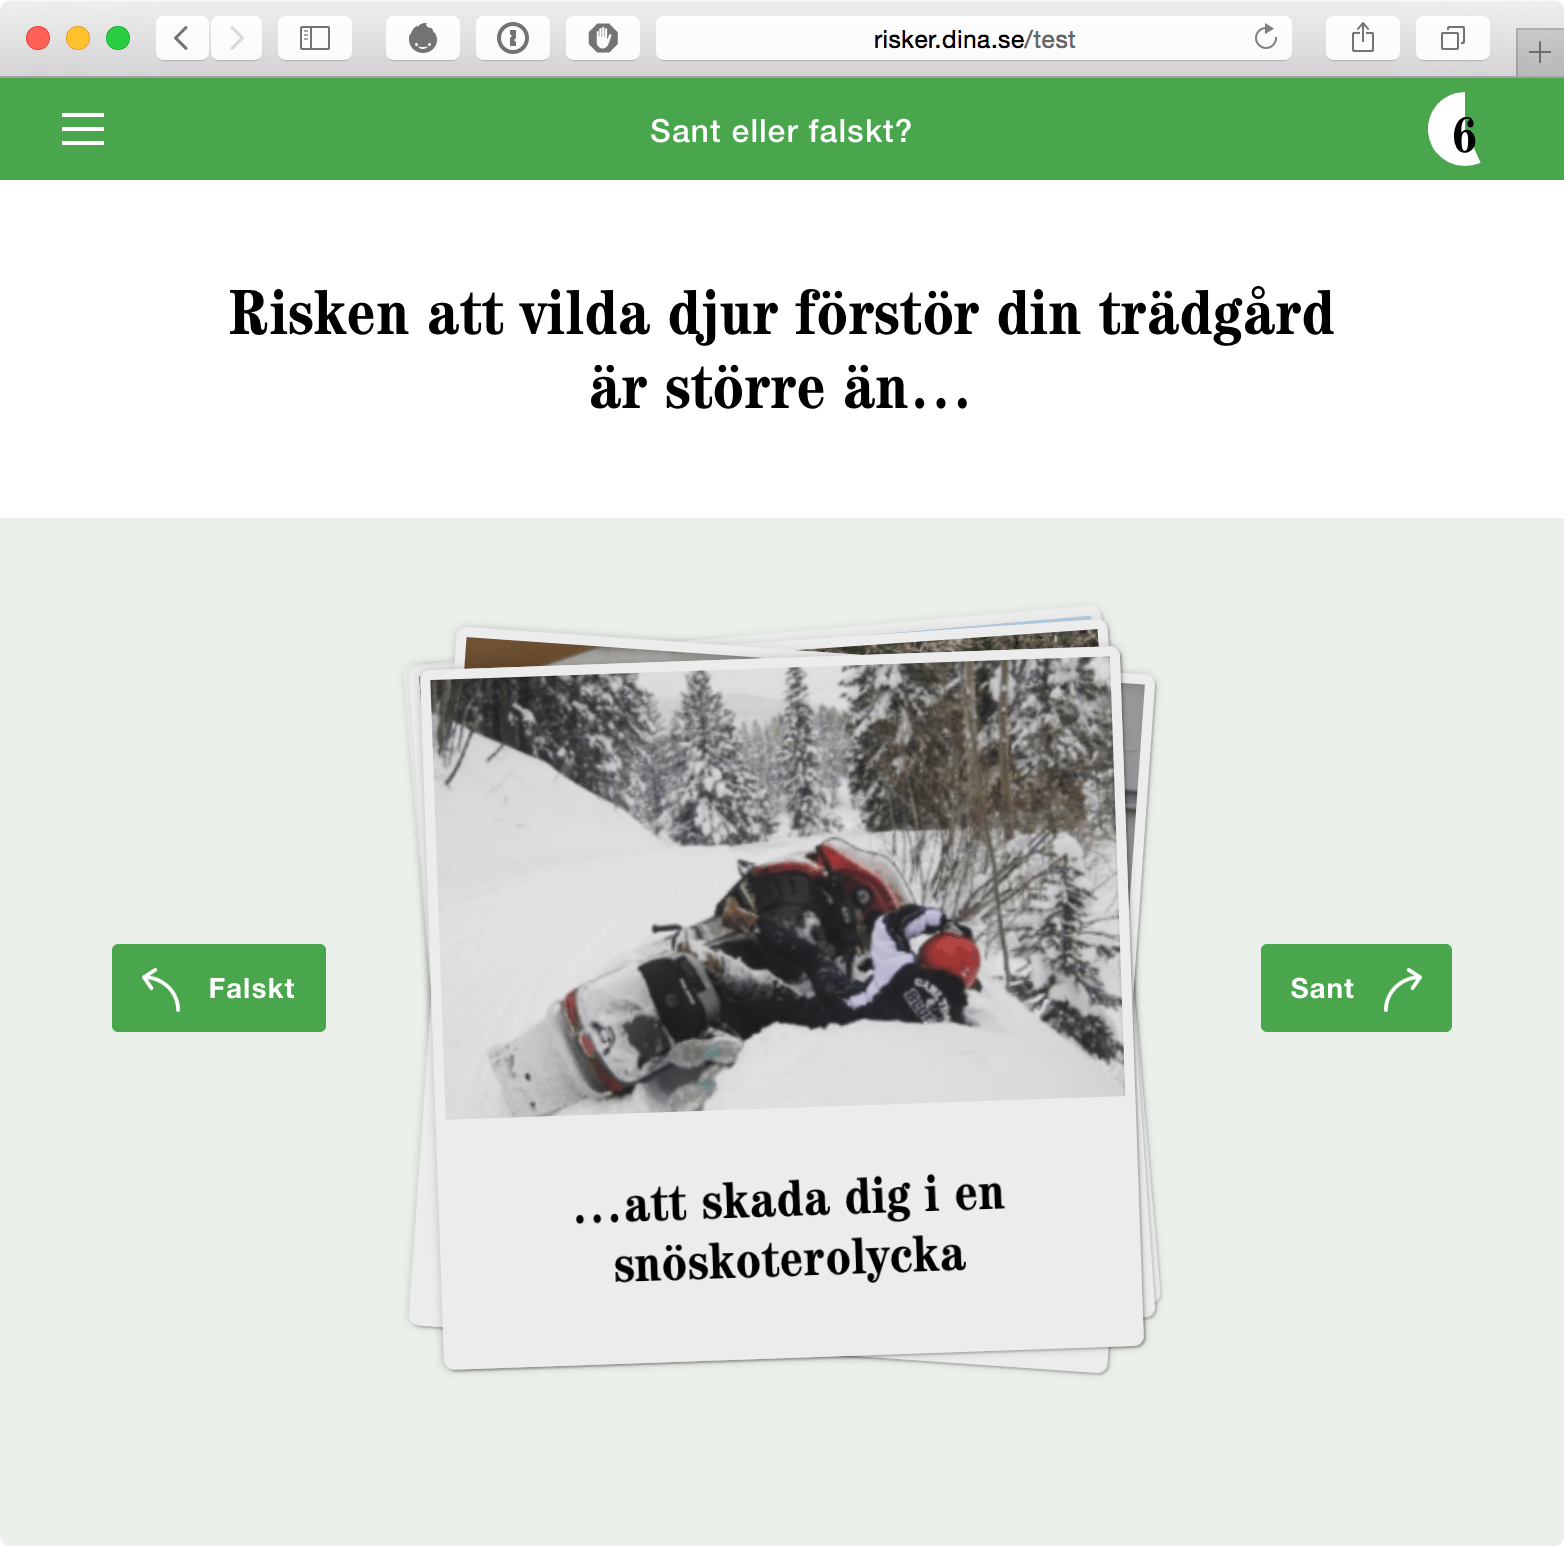 risker.dina.se/test
Sant eller falskt?
6
Risken att vilda djur förstör din trädgård
är större än...
Falskt
Sant
...att skada dig i en
snöskoterolycka